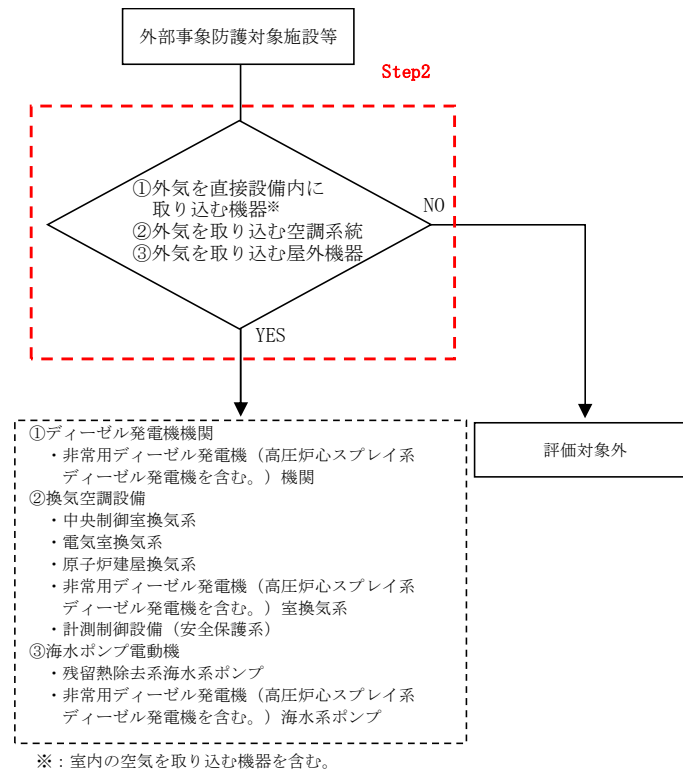 外部事象防護対象施設等
Step2
①外気を直接設備内に
取り込む機器※
②外気を取り込む空調系統
③外気を取り込む屋外機器
NO
YES
①ディーゼル発電機機関
・非常用ディーゼル発電機（高圧炉心スプレイ系
ディーゼル発電機を含む。）機関
②換気空調設備
・中央制御室換気系
・電気室換気系
・原子炉建屋換気系
・非常用ディーゼル発電機（高圧炉心スプレイ系
ディーゼル発電機を含む。）室換気系
・計測制御設備（安全保護系）
③海水ポンプ電動機
・残留熱除去系海水系ポンプ
・非常用ディーゼル発電機（高圧炉心スプレイ系
ディーゼル発電機を含む。）海水系ポンプ
評価対象外
※：室内の空気を取り込む機器を含む。